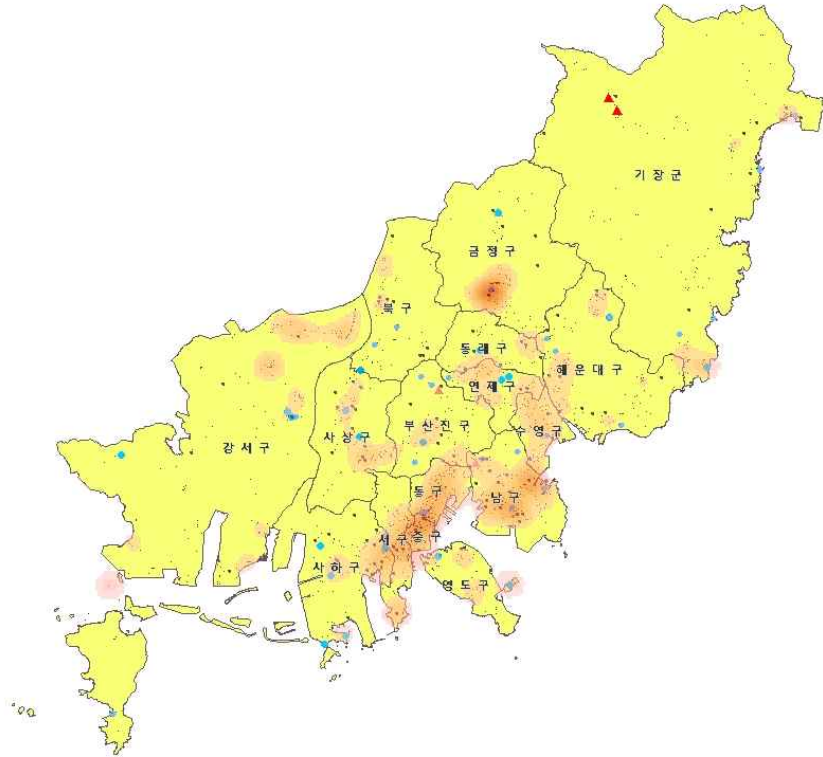 기장군
금정구
북구
동래구
해운대구
연제구
부산진구
수영구
사상구
강서구
동구
남구
서구
중구
사하구
영도구